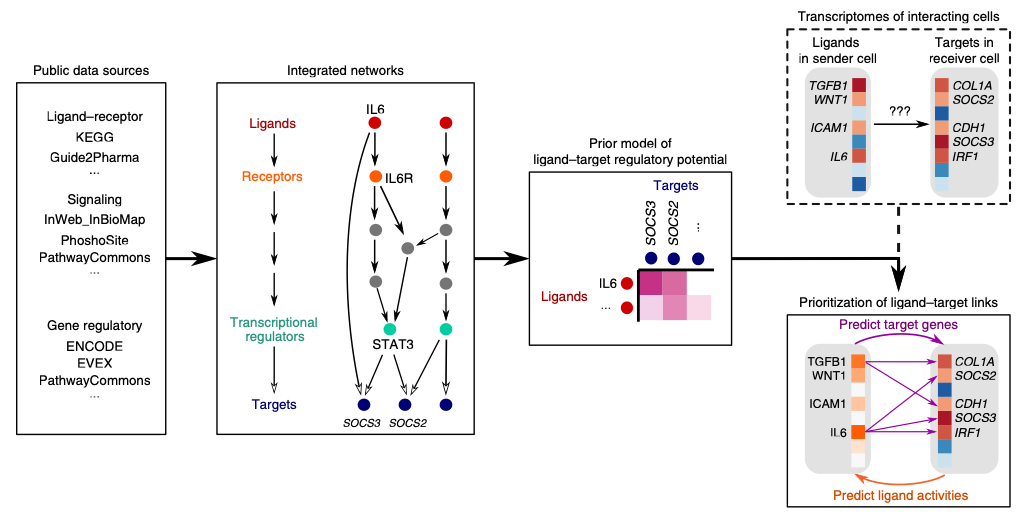 Public data sources
Ligand–receptor
KEGG
Guide2Pharma
...
Signaling
InWeb_InBioMap
PhoshoSite
PathwayCommons
...
Gene regulatory
ENCODE
EVEX
PathwayCommons
...
Integrated networks
Ligands
Receptors
Transcriptional
regulators
Targets
IL6
IL6R
STAT3
SOCS3 SOCS2
Prior model of
ligand–target regulatory potential
Targets
SOCS3
SOCS2
...
Ligands
IL6
...
Transcriptomes of interacting cells
Ligands
in sender cell
Targets in
receiver cell
TGFB1
WNT1
ICAM1
IL6
???
COL1A
SOCS2
CDH1
SOCS3
IRF1
Prioritization of ligand–target links
Predict target genes
TGFB1
WNT1
ICAM1
IL6
COL1A
SOCS2
CDH1
SOCS3
IRF1
Predict ligand activities